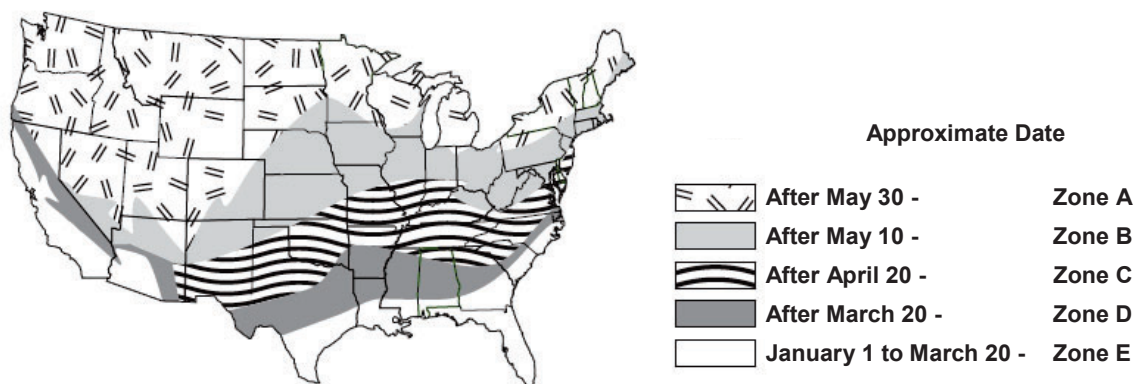 Approximate Date
After May 30 - Zone A
After May 10 - Zone B
After April 20 - Zone C
After March 20 - Zone D
January 1 to March 20 - Zone E